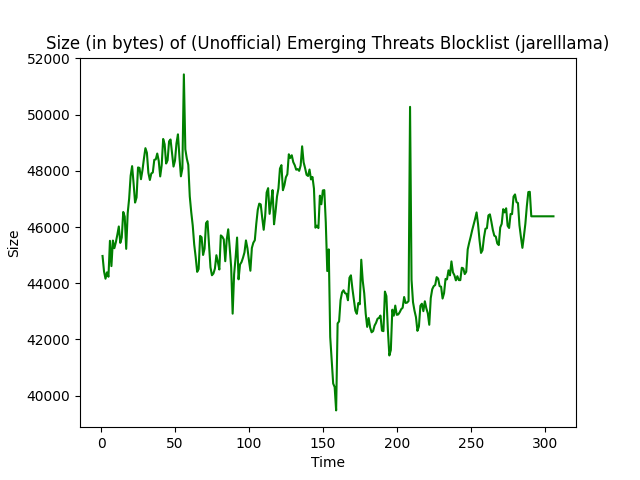 Size (in bytes) of (Unofficial) Emerging Threats Blocklist (jarelllama)
52000
50000
48000
46000
44000
42000
40000
Size
0 50 100 150 200 250 300
Time